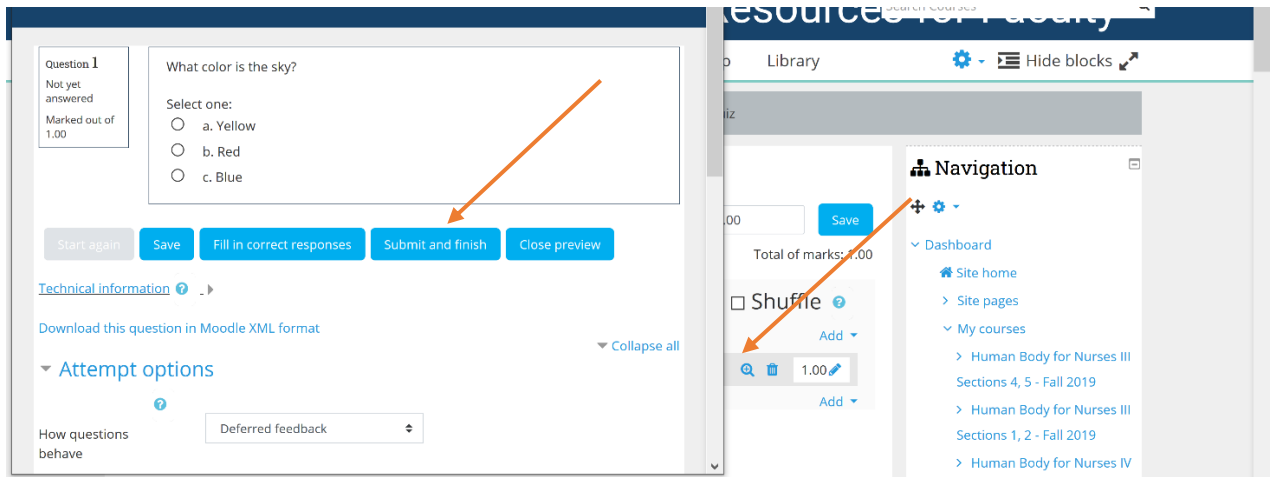 Resources for Faculty
Search Courses
Library
Hide blocks
Question 1
Not yet
answered
Marked out of
1.00
What color is the sky?
Select one:
a. Yellow
b. Red
c. Blue
Start again
Save
Fill in correct responses
Submit and finish
Close preview
Technical information
Download this question in Moodle XML format
Collapse all
Attempt options
How questions
behave
Deferred feedback
iz
.00
Save
Total of marks: 1.00
Shuffle
Add
1.00
Add
Navigation
Dashboard
Site home
Site pages
My courses
Human Body for Nurses III
Sections 4, 5 - Fall 2019
Human Body for Nurses III
Sections 1, 2 - Fall 2019
Human Body for Nurses IV